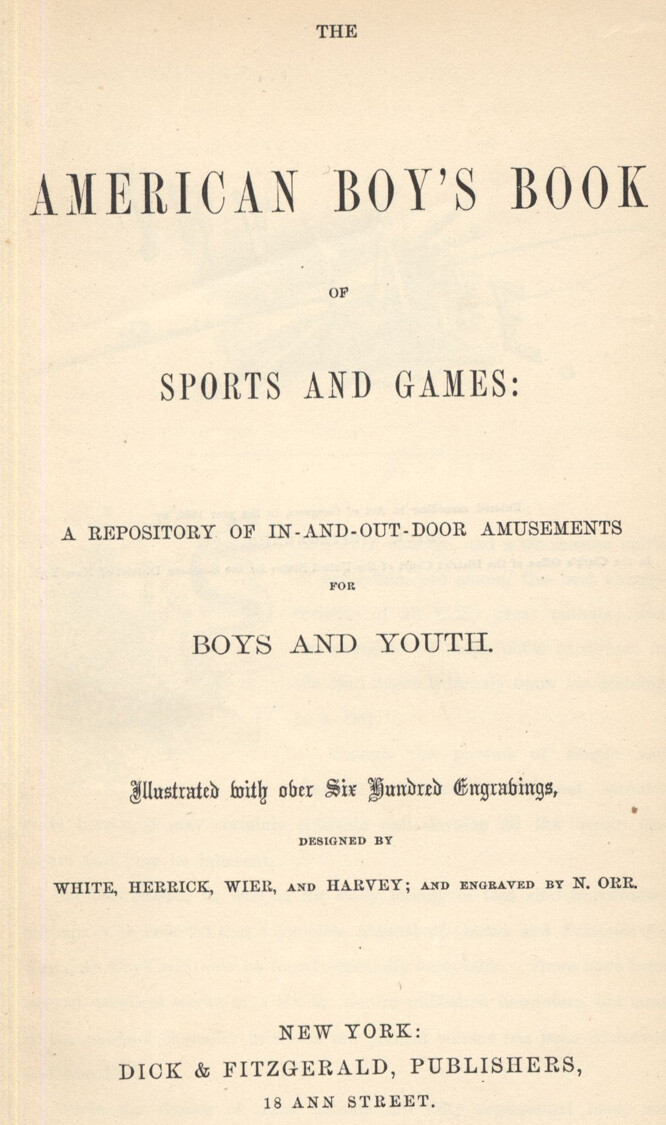 THE
AMERICAN BOY'S BOOK
OF
SPORTS AND GAMES:
A REPOSITORY OF IN-AND-OUT-DOOR AMUSEMENTS
FOR
BOYS AND YOUTH.
Illustrated with over Six Hundred Engravings,
DESIGNED BY
WHITE, HERRICK, WIER, AND HARVEY; AND ENGRAVED BY N. ORR.
NEW YORK:
DICK & FITZGERALD, PUBLISHERS,
18 ANN STREET.